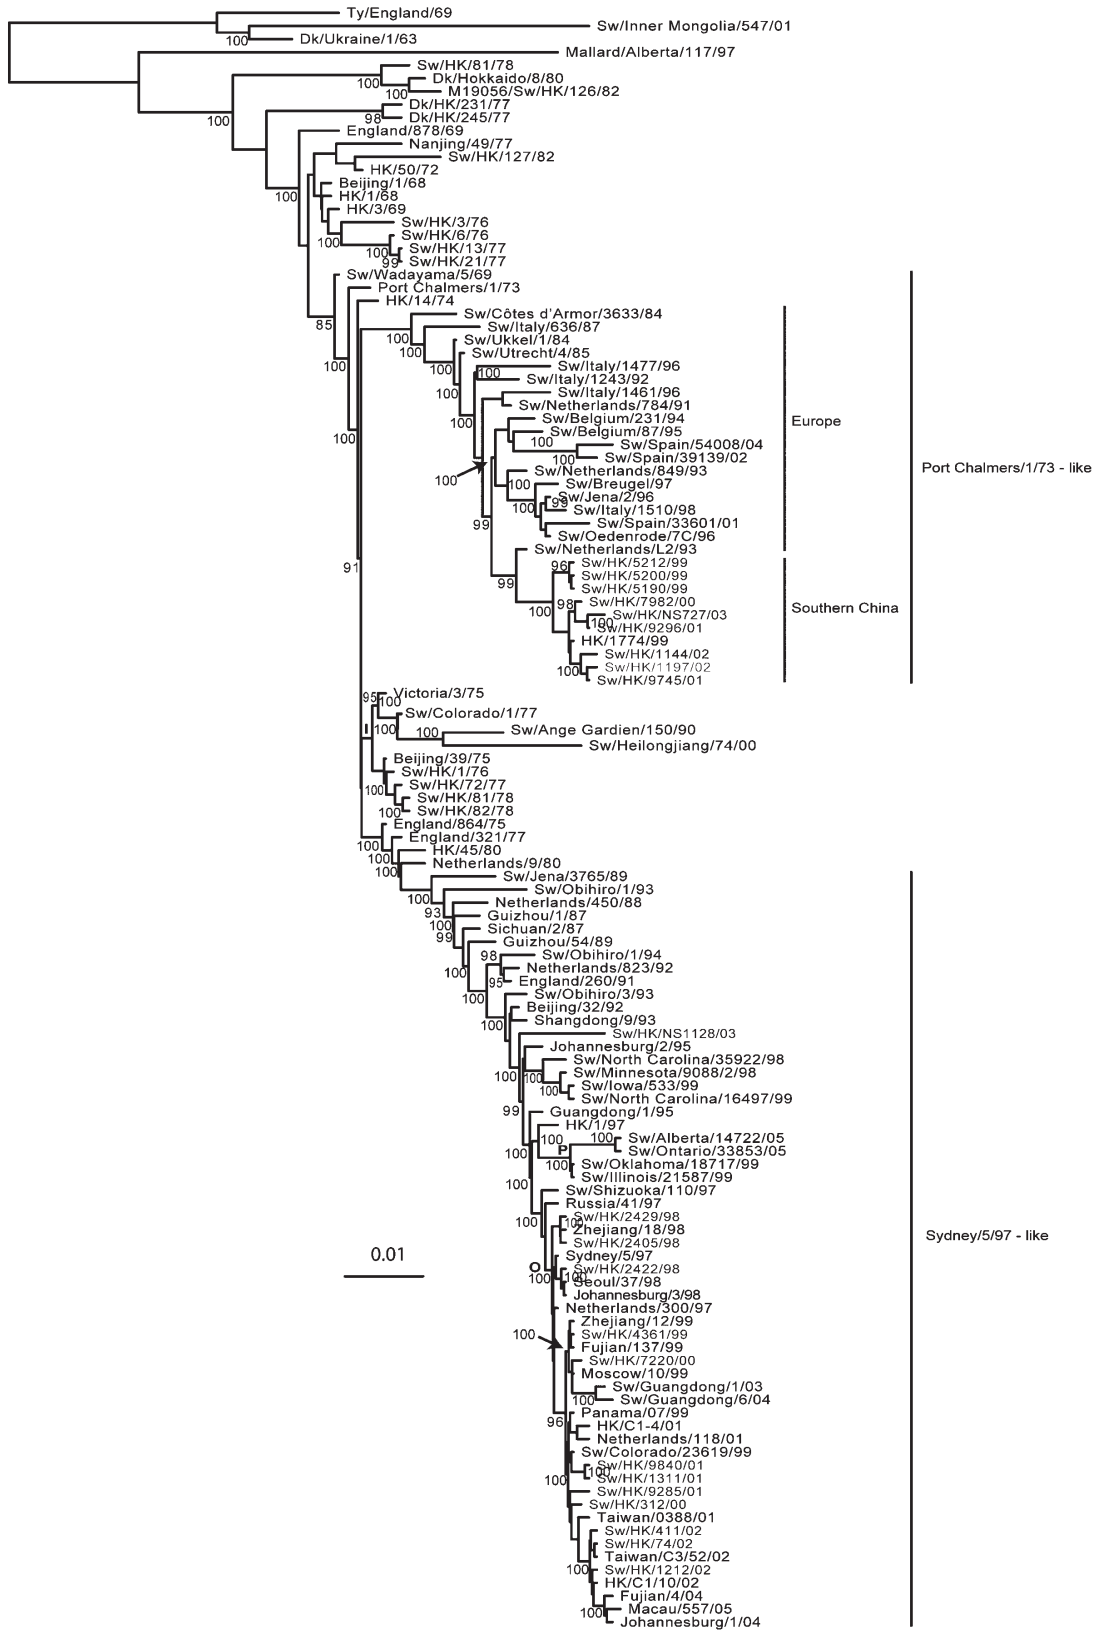 Ty/England/69
Sw/Inner Mongolia/547/01
100
Dk/Ukraine/1/63
Mallard/Alberta/117/97
Sw/HK/81/78
100
Dk/Hokkaido/8/80
100
M19056/Sw/HK/126/82
Dk/HK/231/77
100
98
Dk/HK/245/77
England/878/69
Nanjing/49/77
Sw/HK/127/82
HK/50/72
Beijing/1/68
100
HK/1/68
HK/3/69
Sw/HK/3/76
Sw/HK/6/76
100
Sw/HK/13/77
100
Sw/HK/21/77
99
Sw/Wadayama/5/69
Port Chalmers/1/73
HK/14/74
Sw/Côtes d'Armor/3633/84
85
Sw/Italy/636/87
100
Sw/Ukkel/1/84
100
Sw/Utrecht/4/85
100
Sw/Italy/1477/96
100
100
Sw/Italy/1243/92
100
Sw/Italy/1461/96
Sw/Netherlands/784/91
Sw/Belgium/231/94
100
Europe
Sw/Belgium/87/95
100
100
Sw/Spain/54008/04
100
Sw/Spain/39139/02
Port Chalmers/1/73 - like
Sw/Netherlands/849/93
100
100
Sw/Breugel/97
Sw/Jena/2/96
99
100
Sw/Italy/1510/98
Sw/Spain/33601/01
99
Sw/Oedenrode/7C/96
Sw/Netherlands/L2/93
Sw/HK/5212/99
96
91
Sw/HK/5200/99
99
Sw/HK/5190/99
Sw/HK/7982/00
98
100
Southern China
Sw/HK/NS727/03
100
Sw/HK/9296/01
HK/1774/99
Sw/HK/1144/02
Sw/HK/1197/02
100
Sw/HK/9745/01
Victoria/3/75
95
100
Sw/Colorado/1/77
I
100
100
Sw/Ange Gardien/150/90
Sw/Heilongjiang/74/00
Beijing/39/75
Sw/HK/1/76
Sw/HK/72/77
100
Sw/HK/81/78
Sw/HK/82/78
100
England/864/75
England/321/77
100
HK/45/80
100
Netherlands/9/80
100
Sw/Jena/3765/89
Sw/Obihiro/1/93
100
Netherlands/450/88
93
Guizhou/1/87
100
Sichuan/2/87
99
Guizhou/54/89
Sw/Obihiro/1/94
98
Netherlands/823/92
100
England/260/91
95
Sw/Obihiro/3/93
100
Beijing/32/92
Shangdong/9/93
100
Sw/HK/NS1128/03
Johannesburg/2/95
Sw/North Carolina/35922/98
Sw/Minnesota/9088/2/98
100
100
Sw/Iowa/533/99
100
Sw/North Carolina/16497/99
Guangdong/1/95
99
HK/1/97
Sw/Alberta/14722/05
100
100
Sw/Ontario/33853/05
100
P
Sw/Oklahoma/18717/99
100
Sw/Illinois/21587/99
100
Sw/Shizuoka/110/97
Russia/41/97
Sw/HK/2429/98
100
100
Zhejiang/18/98
Sydney/5/97 - like
Sw/HK/2405/98
Sydney/5/97
0.01
O
Sw/HK/2422/98
100
100
Seoul/37/98
Johannesburg/3/98
Netherlands/300/97
Zhejiang/12/99
100
Sw/HK/4361/99
Fujian/137/99
Sw/HK/7220/00
Moscow/10/99
Sw/Guangdong/1/03
100
Sw/Guangdong/6/04
Panama/07/99
96
HK/C1-4/01
Netherlands/118/01
Sw/Colorado/23619/99
Sw/HK/9840/01
100
100
Sw/HK/1311/01
Sw/HK/9285/01
Sw/HK/312/00
Taiwan/0388/01
Sw/HK/411/02
Sw/HK/74/02
Taiwan/C3/52/02
100
Sw/HK/1212/02
HK/C1/10/02
Fujian/4/04
100
Macau/557/05
Johannesburg/1/04